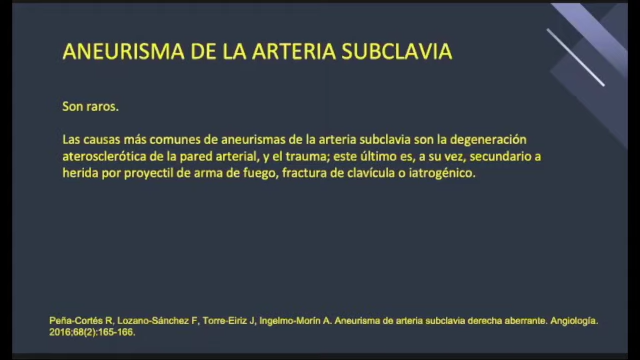 ANEURISMA DE LA ARTERIA SUBCLAVIA
Son raros.
Las causas más comunes de aneurismas de la arteria subclavia son la degeneración
aterosclerótica de la pared arterial, y el trauma; este último es, a su vez, secundario a
herida por proyectil de arma de fuego, fractura de clavícula o iatrogénico.
Peña-Cortés R, Lozano-Sánchez F, Torre-Eiriz J, Ingelmo-Morín A. Aneurisma de arteria subclavia derecha aberrante. Angiología.
2016;68(2):165-166.